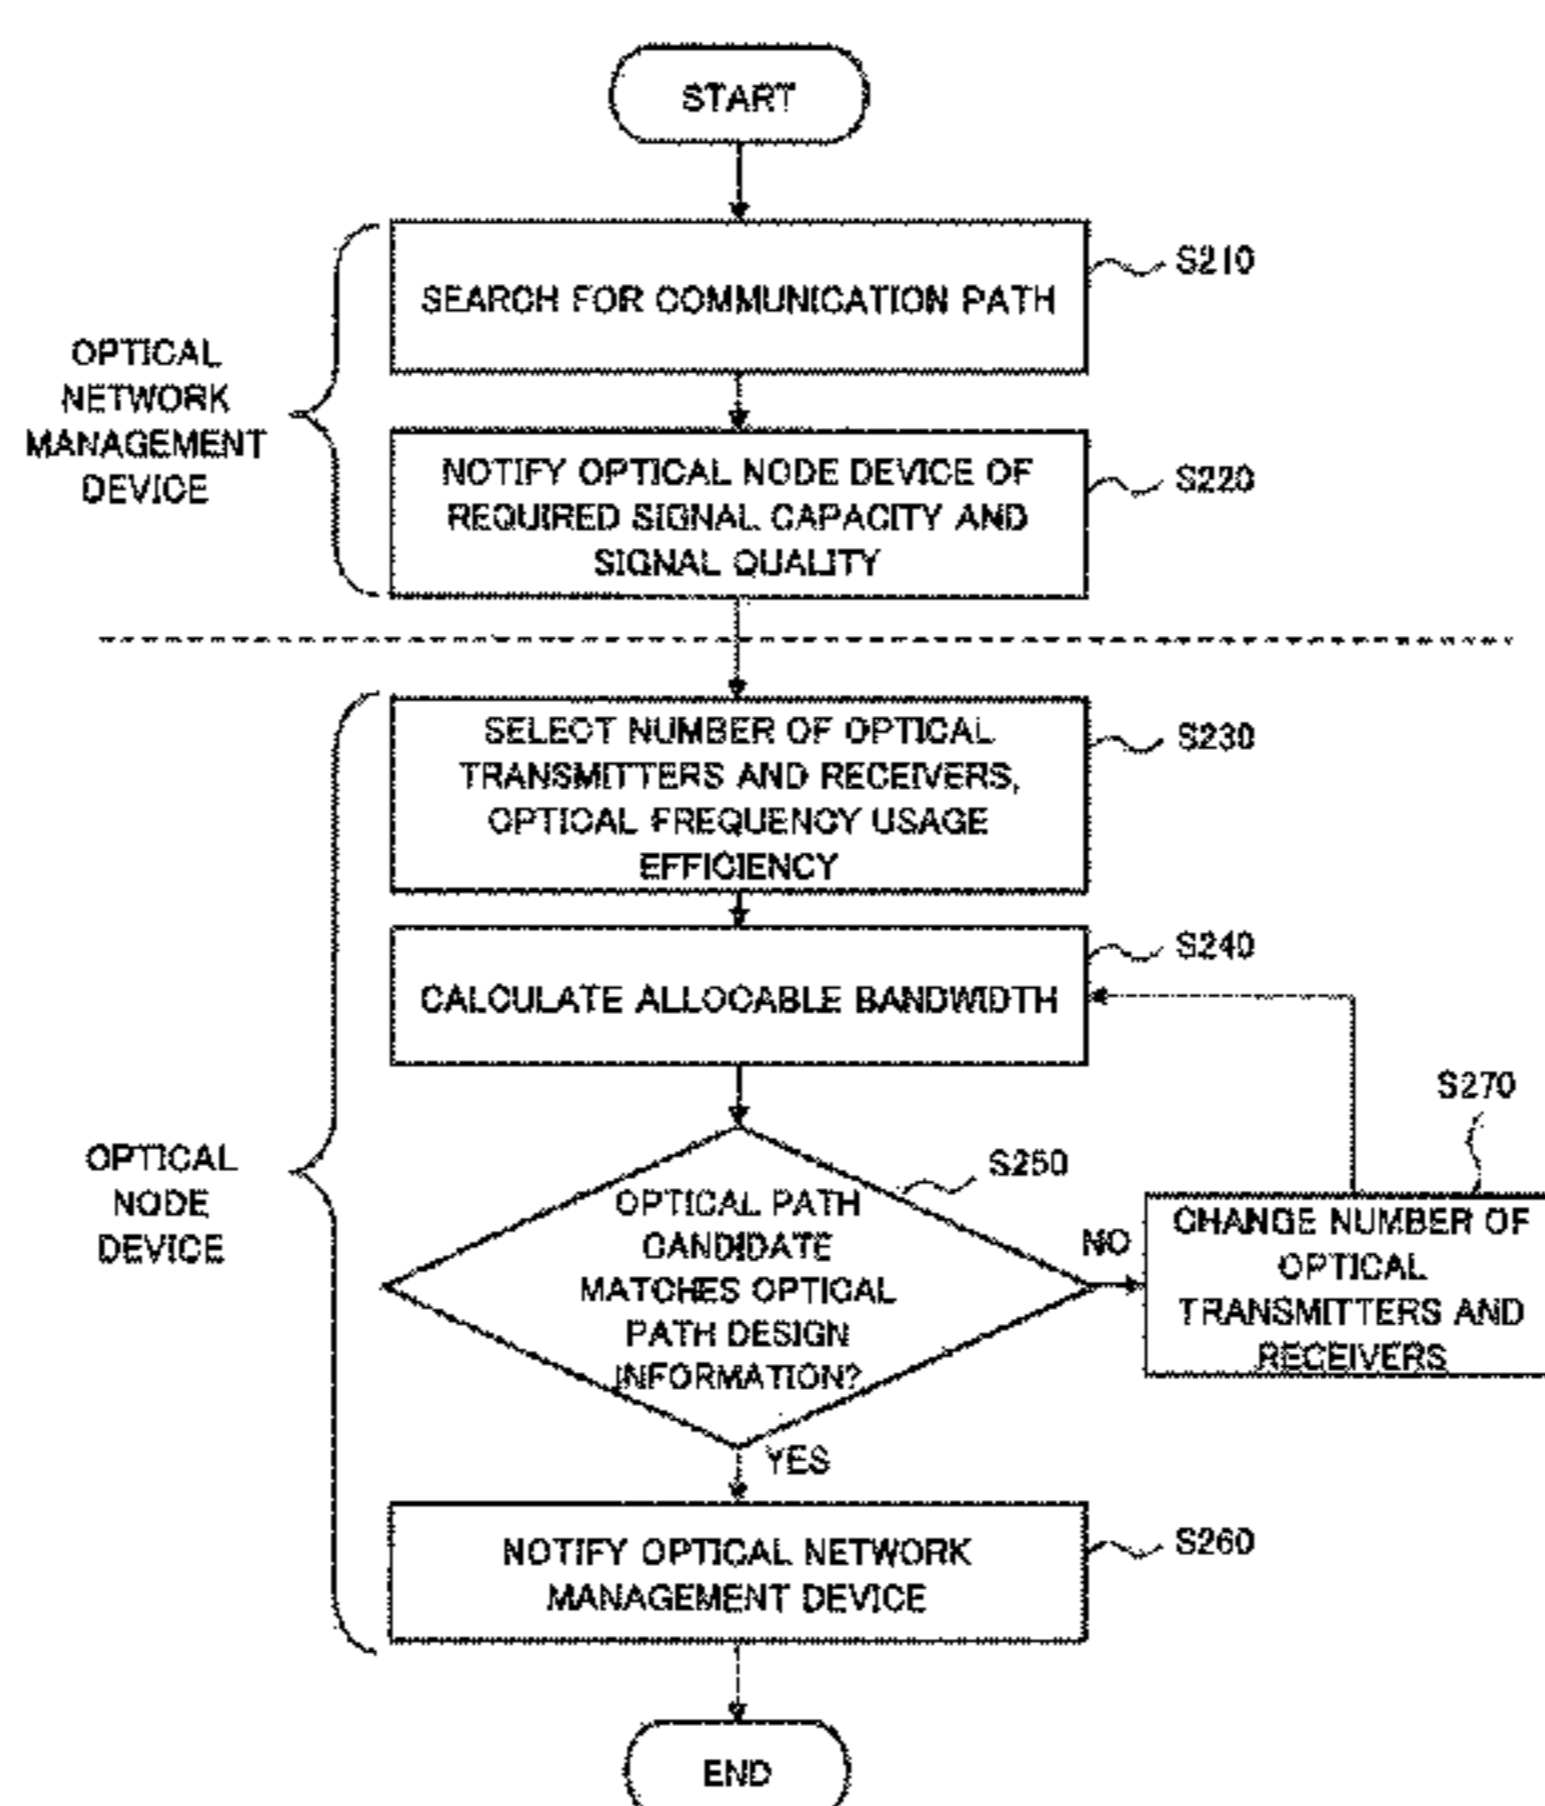 START
SEARCH FOR COMMUNICATION PATH
S210
OPTICAL
NETWORK
MANAGEMENT
DEVICE
NOTIFY OPTICAL NODE DEVICE OF
REQUIRED SIGNAL CAPACITY AND
SIGNAL QUALITY
S220
SELECT NUMBER OF OPTICAL
TRANSMITTERS AND RECEIVERS,
OPTICAL FREQUENCY USAGE
EFFICIENCY
S230
CALCULATE ALLOCABLE BANDWIDTH
S240
OPTICAL
NODE
DEVICE
OPTICAL PATH
CANDIDATE
MATCHES OPTICAL
PATH DESIGN
INFORMATION?
S250
NO
S270
CHANGE NUMBER OF
OPTICAL
TRANSMITTERS AND
RECEIVERS
YES
NOTIFY OPTICAL NETWORK
MANAGEMENT DEVICE
S260
END